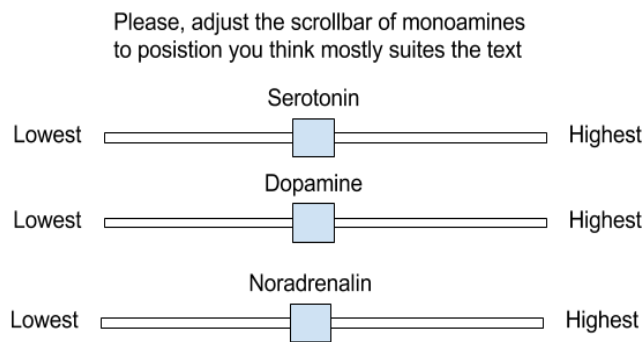 Please, adjust the scrollbar of monoamines
to posistion you think mostly suites the text
Serotonin
Lowest Highest
Dopamine
Lowest Highest
Noradrenalin
Lowest Highest